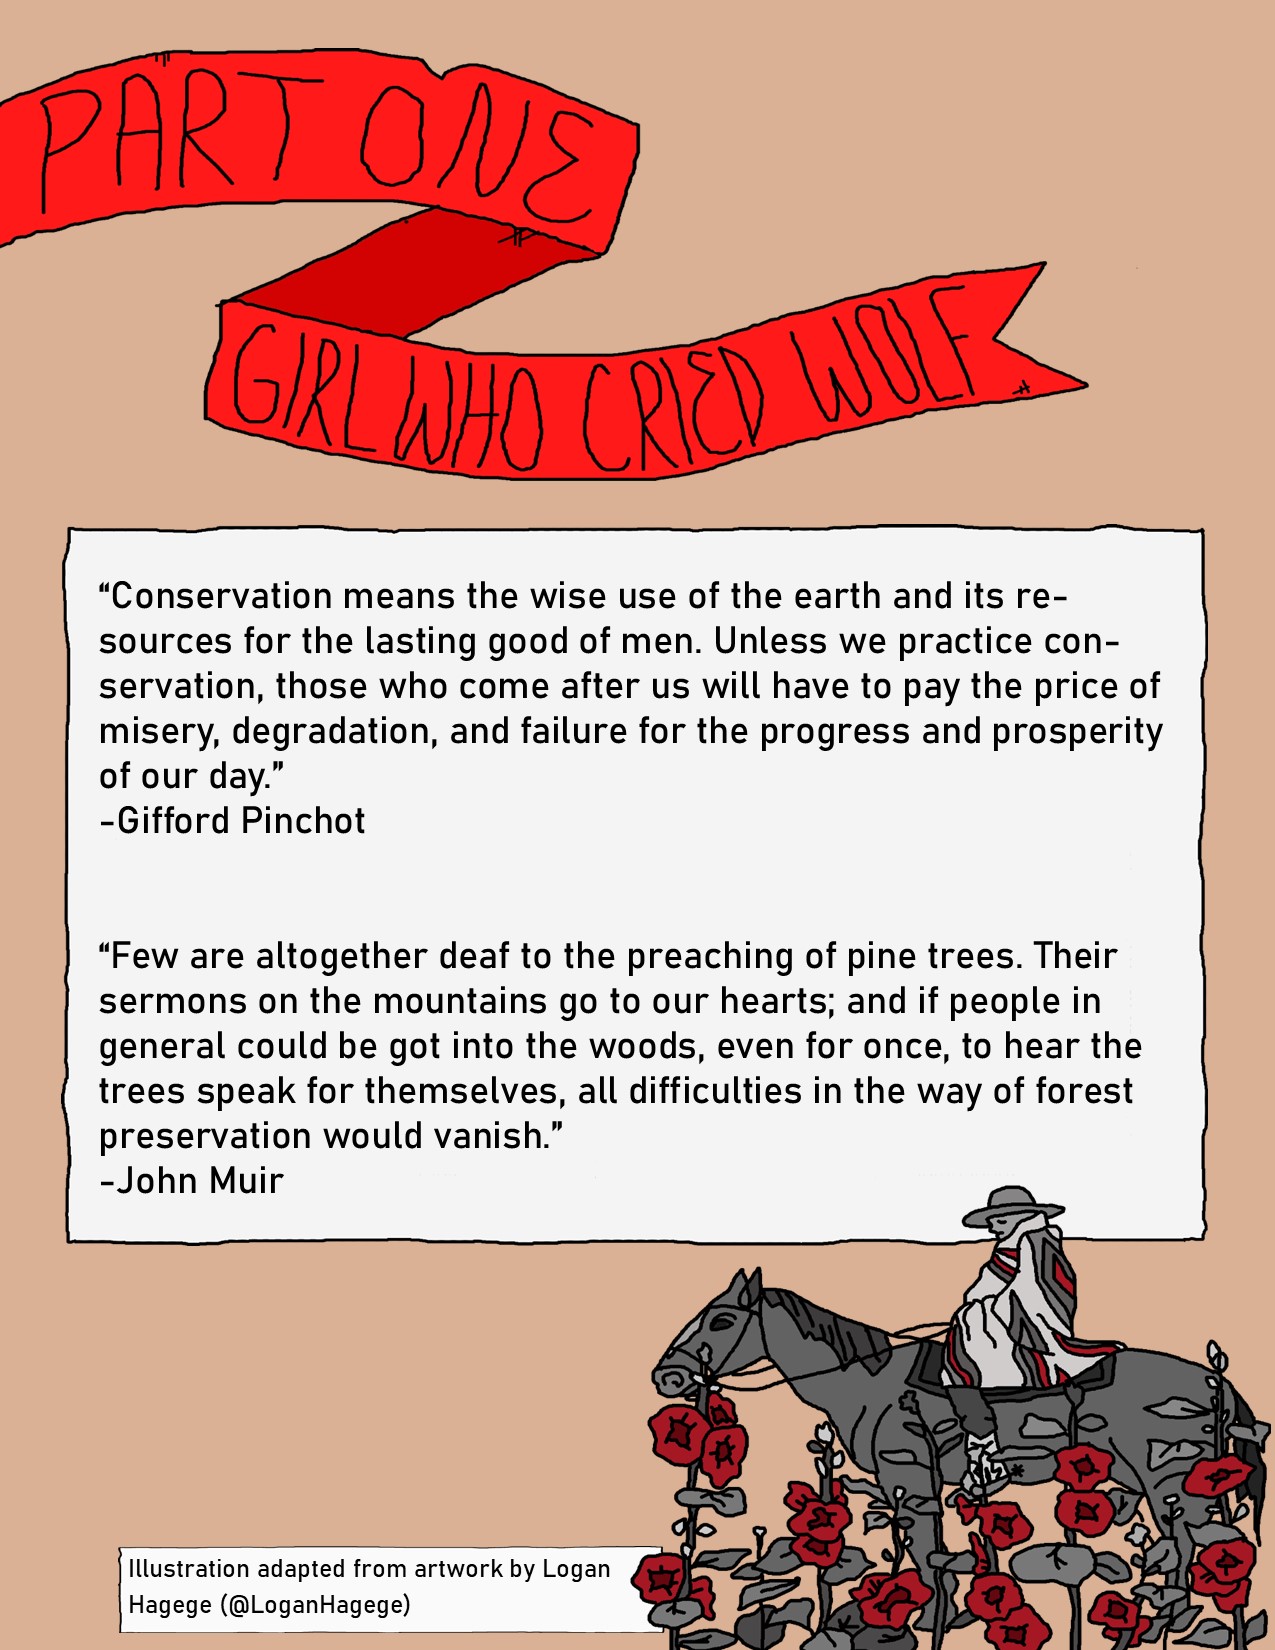 PART ONE
GIRL WHO CRIED WOLF
“Conservation means the wise use of the earth and its re-
sources for the lasting good of men. Unless we practice con-
servation, those who come after us will have to pay the price of
misery, degradation, and failure for the progress and prosperity
of our day.”
-Gifford Pinchot
“Few are altogether deaf to the preaching of pine trees. Their
sermons on the mountains go to our hearts; and if people in
general could be got into the woods, even for once, to hear the
trees speak for themselves, all difficulties in the way of forest
preservation would vanish.”
-John Muir
Illustration adapted from artwork by Logan
Hagege (@LoganHagege)